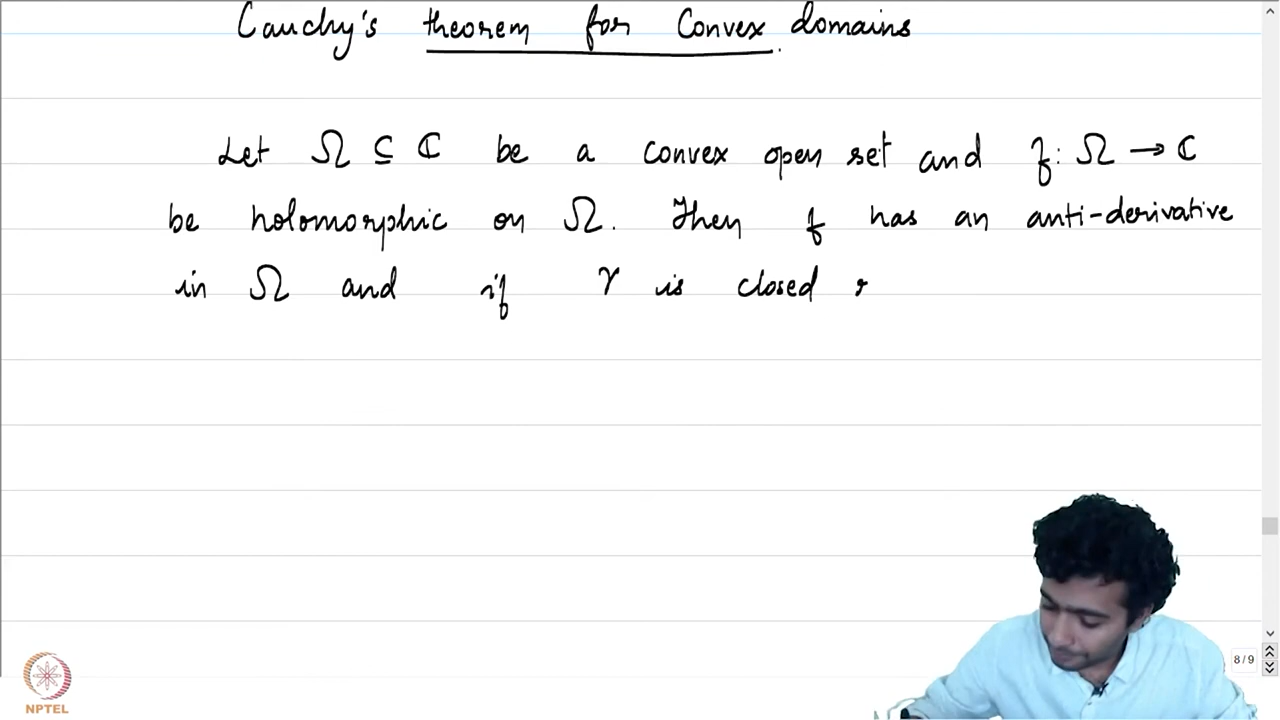 Cauchy's theorem for Convex domains
Let Ω ⊆ ℂ be a convex open set and f: Ω → ℂ
be holomorphic on Ω. Then f has an anti-derivative
in Ω and if γ is closed
8 / 9
NPTEL